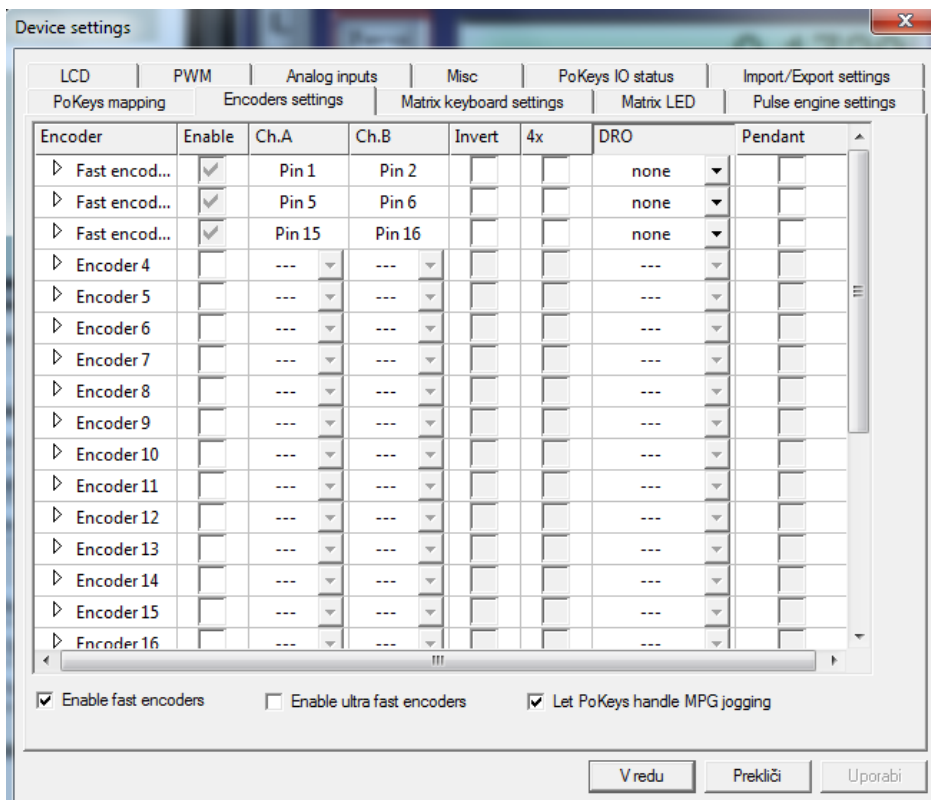 Device settings
LCD PWM Analog inputs Misc PoKeys IO status Import/Export settings
PoKeys mapping Encoders settings Matrix keyboard settings Matrix LED Pulse engine settings
Encoder Enable Ch.A Ch.B Invert 4x DRO Pendant
Fast encod... Pin 1 Pin 2 none
Fast encod... Pin 5 Pin 6 none
Fast encod... Pin 15 Pin 16 none
Encoder 4 --- --- ---
Encoder 5 --- --- ---
Encoder 6 --- --- ---
Encoder 7 --- --- ---
Encoder 8 --- --- ---
Encoder 9 --- --- ---
Encoder 10 --- --- ---
Encoder 11 --- --- ---
Encoder 12 --- --- ---
Encoder 13 --- --- ---
Encoder 14 --- --- ---
Encoder 15 --- --- ---
Encoder 16 --- --- ---
Enable fast encoders Enable ultra fast encoders Let PoKeys handle MPG jogging
V redu Prekliči Uporabi